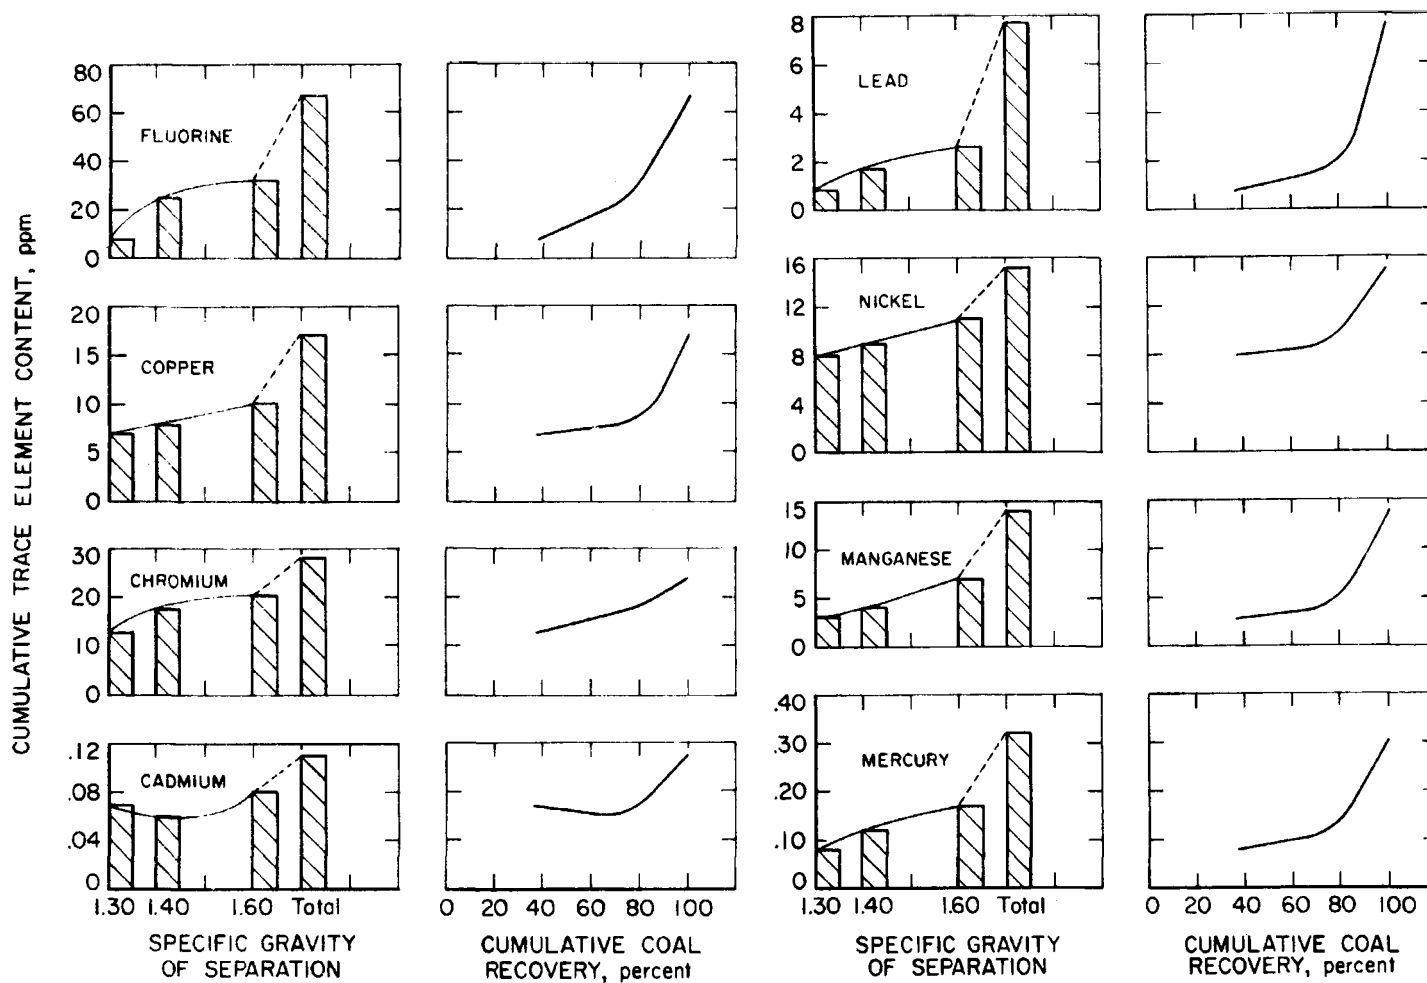 CUMULATIVE TRACE ELEMENT CONTENT, ppm
80
60
40
20
0
FLUORINE
20
15
10
5
0
COPPER
30
20
10
0
CHROMIUM
.12
.08
.04
0
CADMIUM
1.30 1.40 1.60 Total
SPECIFIC GRAVITY
OF SEPARATION
0 20 40 60 80 100
CUMULATIVE COAL
RECOVERY, percent
8
6
4
2
0
LEAD
16
12
8
4
0
NICKEL
15
10
5
0
MANGANESE
.40
.30
.20
.10
0
MERCURY
1.30 1.40 1.60 Total
SPECIFIC GRAVITY
OF SEPARATION
0 20 40 60 80 100
CUMULATIVE COAL
RECOVERY, percent